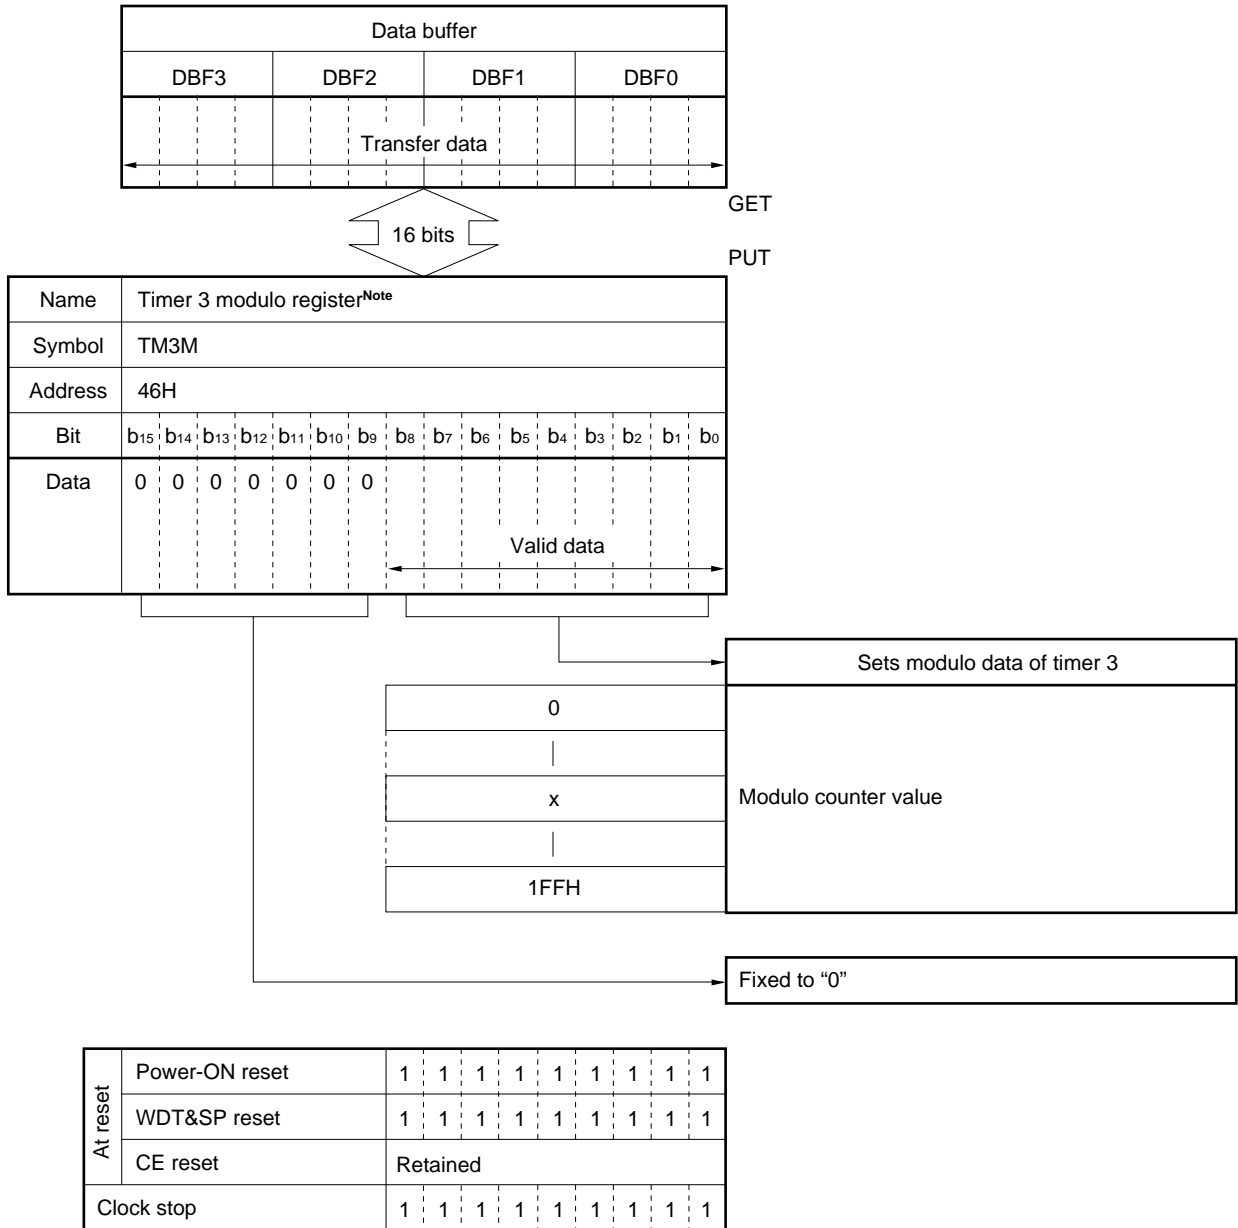 Data buffer
DBF3 DBF2 DBF1 DBF0
Transfer data
GET
16 bits
PUT
Name Timer 3 modulo registerNote
Symbol TM3M
Address 46H
Bit b15 b14 b13 b12 b11 b10 b9 b8 b7 b6 b5 b4 b3 b2 b1 b0
Data 0 0 0 0 0 0 0
Valid data
Sets modulo data of timer 3
0
x
Modulo counter value
1FFH
Fixed to “0”
At reset
Power-ON reset 1 1 1 1 1 1 1 1 1
WDT&SP reset 1 1 1 1 1 1 1 1 1
CE reset Retained
Clock stop 1 1 1 1 1 1 1 1 1